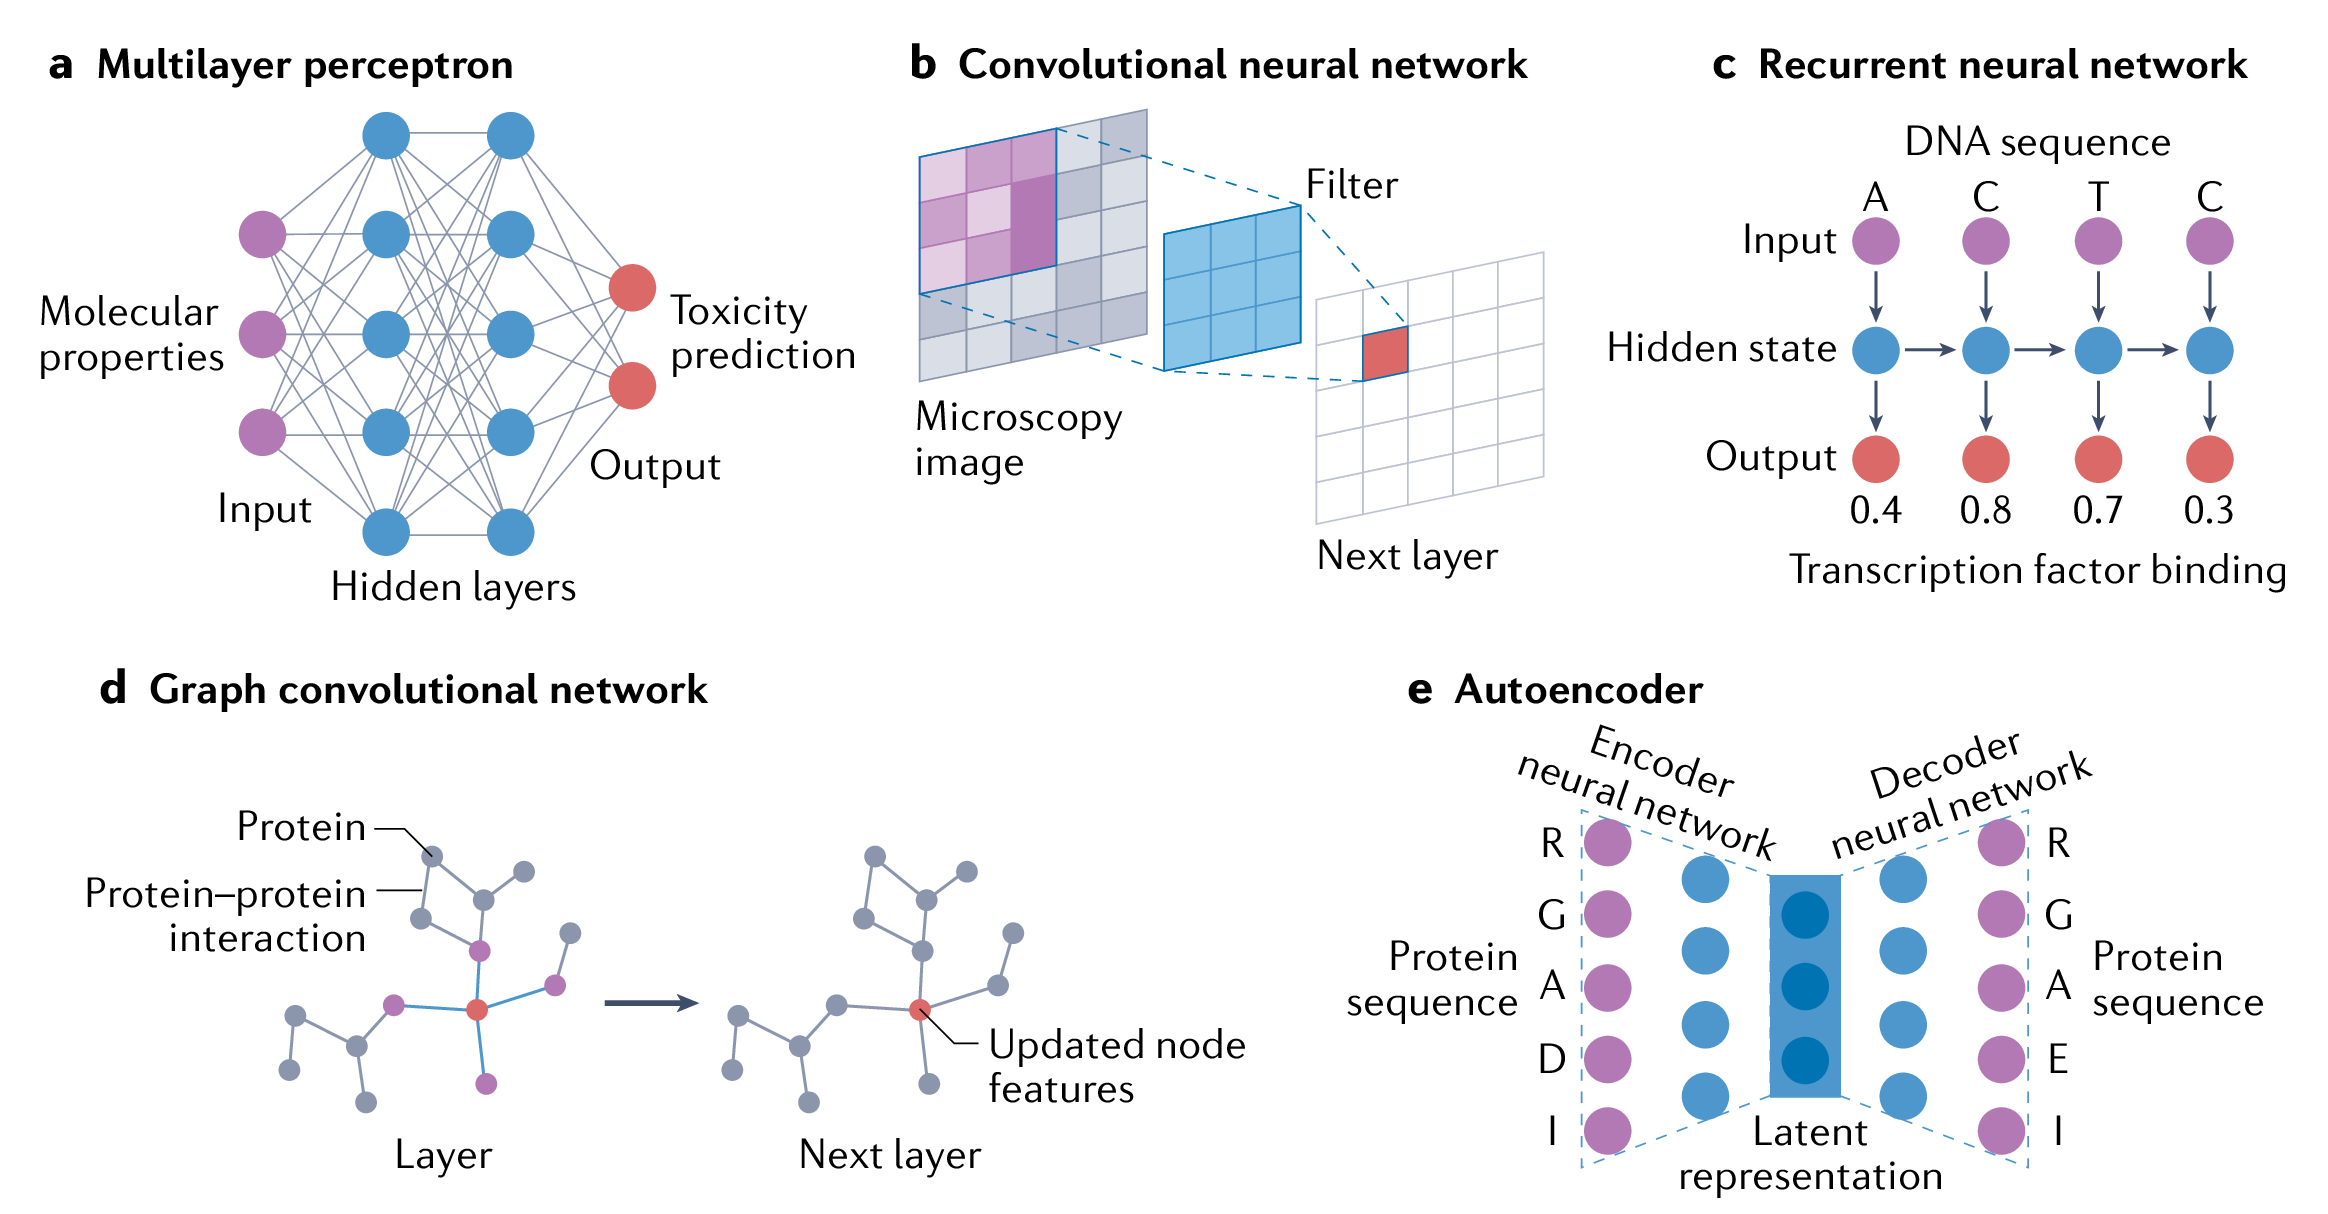 a Multilayer perceptron
Molecular
properties
Input
Hidden layers
Output
Toxicity
prediction
b Convolutional neural network
Filter
Microscopy
image
Next layer
c Recurrent neural network
DNA sequence
A C T C
Input
Hidden state
Output
0.4 0.8 0.7 0.3
Transcription factor binding
d Graph convolutional network
Protein
Protein–protein
interaction
Layer
Updated node
features
Next layer
e Autoencoder
Encoder
neural network
Decoder
neural network
Protein
sequence
R
G
A
D
I
Latent
representation
R
G
A
E
I
Protein
sequence